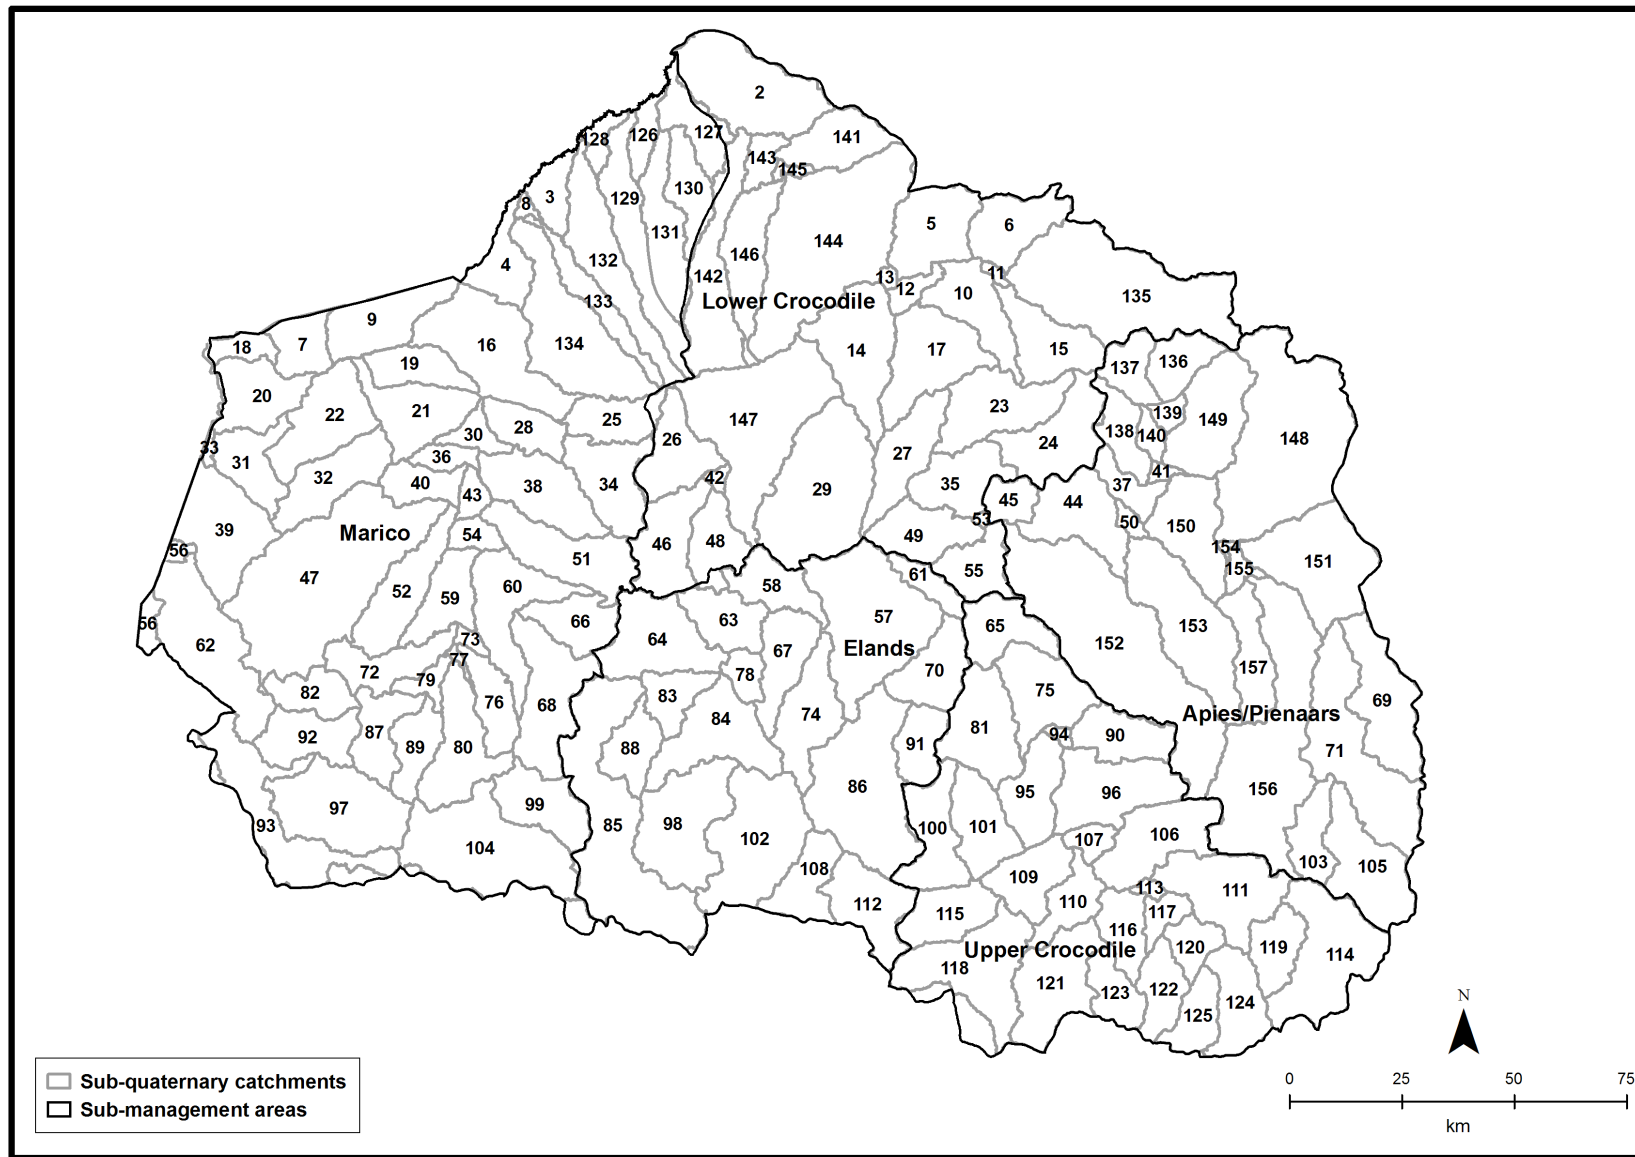 2
128 126 127 141
143 145
8 3 129 130
131 144 5 6
4 132 146
142 13 12 10 11 135
133 Lower Crocodile
9
18 7 19 16 134 14 17 15 137 136
20 22 21 25 147 23 139 149
30 28 26 27 24 138 140 148
33 31 36
32 40 43 38 34 42 29 35 37 41
45 44
39 Marico 54 46 48 49 53 50 150
56 51 55 154 151
47 52 59 60 58 61 155
56 62 66 64 63 57 65 153
73 67 Elands 152
72 77 78 70 157
82 79 76 68 83 75 69
92 87 89 80 84 74 81 94 90 Apies/Pienaars
88 91 71
97 99 86 95 96 156
93 104 85 98 102 100 101 107 106
108 109 103 105
112 115 110 113 111
116 117
118 Upper Crocodile 120 119 114
121 123 122 124
125
N
Sub-quaternary catchments
Sub-management areas
0 25 50 75
km